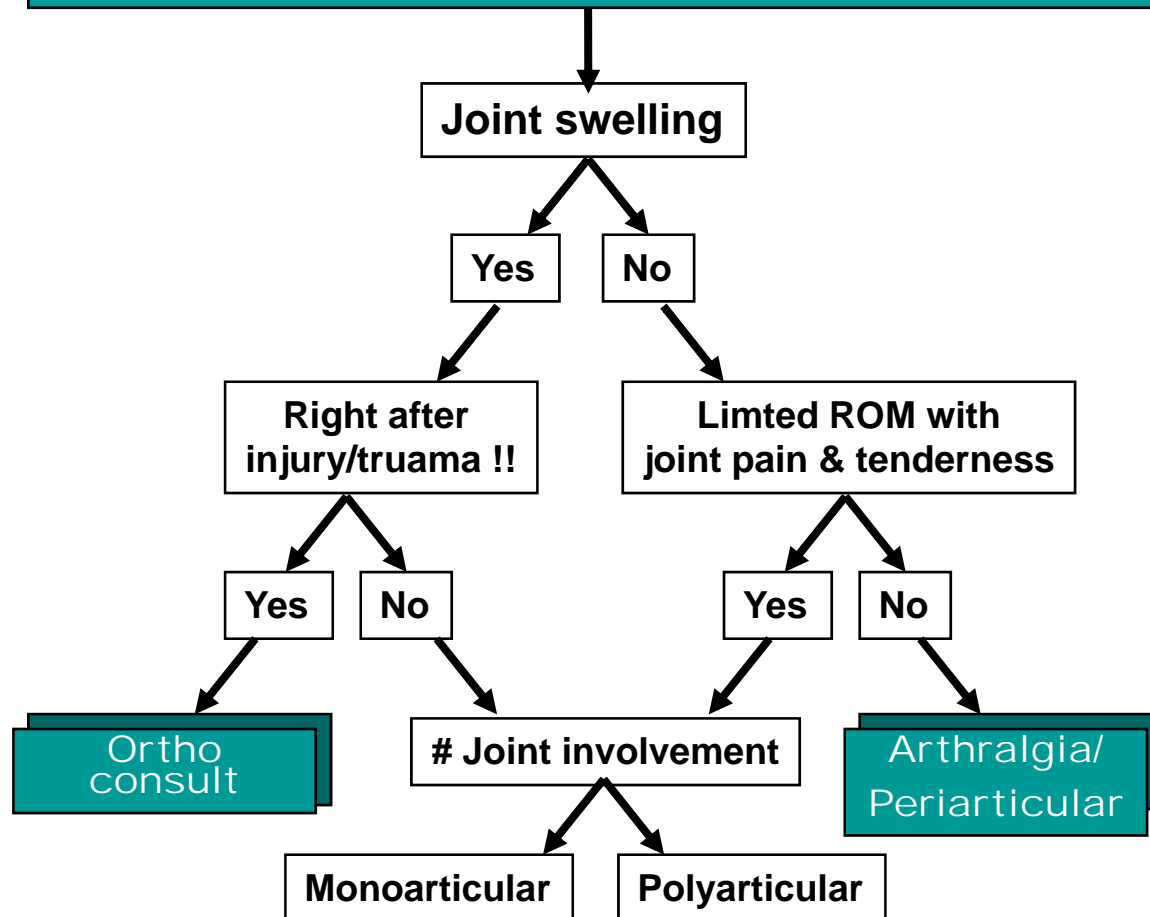 Joint swelling
Yes
No
Right after
injury/truama !!
Limted ROM with
joint pain & tenderness
Yes
No
Yes
No
Ortho
consult
# Joint involvement
Arthralgia/
Periarticular
Monoarticular
Polyarticular